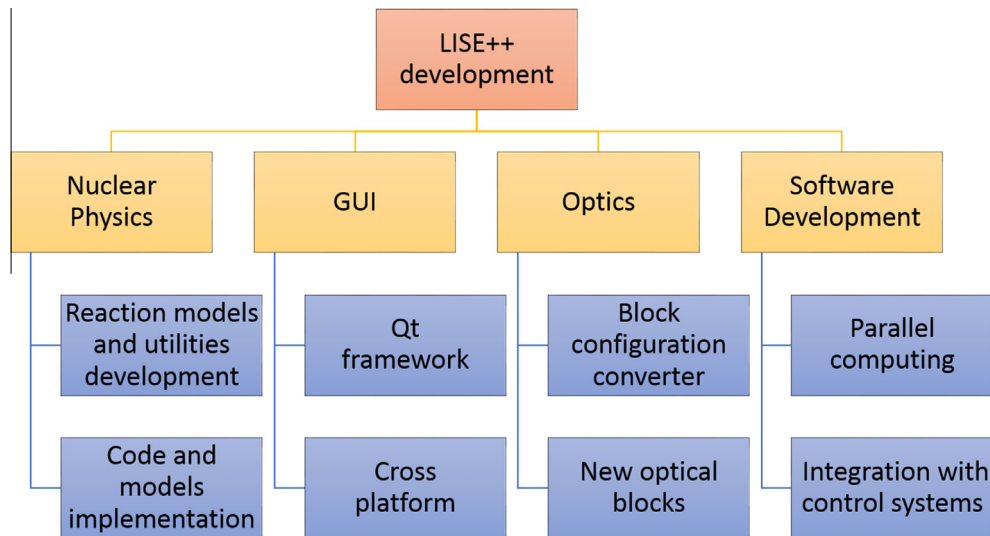 LISE++
development
Nuclear
Physics
GUI
Optics
Software
Development
Reaction models
and utilities
development
Qt
framework
Block
configuration
converter
Parallel
computing
Code and
models
implementation
Cross
platform
New optical
blocks
Integration with
control systems